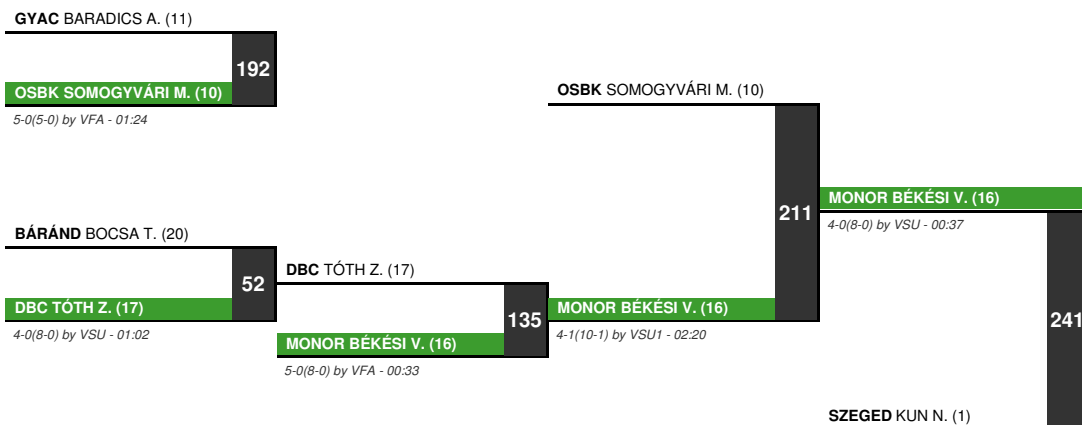 GYAC BARADICS A. (11)
192
OSBK SOMOGYVÁRI M. (10)
5-0(5-0) by VFA - 01:24
BÁRÁND BOCSA T. (20)
52
DBC TÓTH Z. (17)
4-0(8-0) by VSU - 01:02
DBC TÓTH Z. (17)
135
MONOR BÉKÉSI V. (16)
5-0(8-0) by VFA - 00:33
OSBK SOMOGYVÁRI M. (10)
211
MONOR BÉKÉSI V. (16)
4-1(10-1) by VSU1 - 02:20
MONOR BÉKÉSI V. (16)
4-0(8-0) by VSU - 00:37
241
SZEGED KUN N. (1)